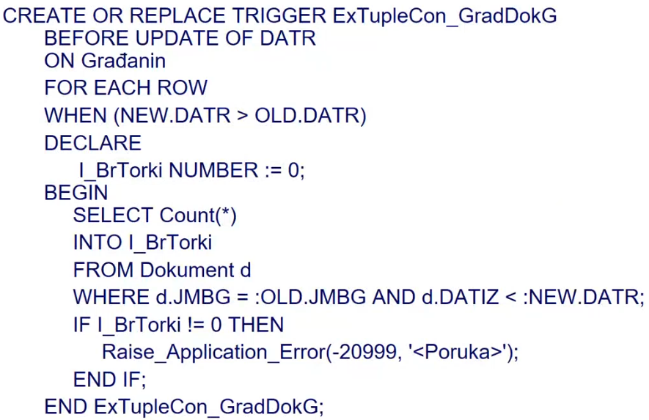 CREATE OR REPLACE TRIGGER ExTupleCon_GradDokG
BEFORE UPDATE OF DATR
ON Građanin
FOR EACH ROW
WHEN (NEW.DATR > OLD.DATR)
DECLARE
l_BrTorki NUMBER := 0;
BEGIN
SELECT Count(*)
INTO l_BrTorki
FROM Dokument d
WHERE d.JMBG = :OLD.JMBG AND d.DATIZ < :NEW.DATR;
IF l_BrTorki != 0 THEN
Raise_Application_Error(-20999, '<Poruka>');
END IF;
END ExTupleCon_GradDokG;